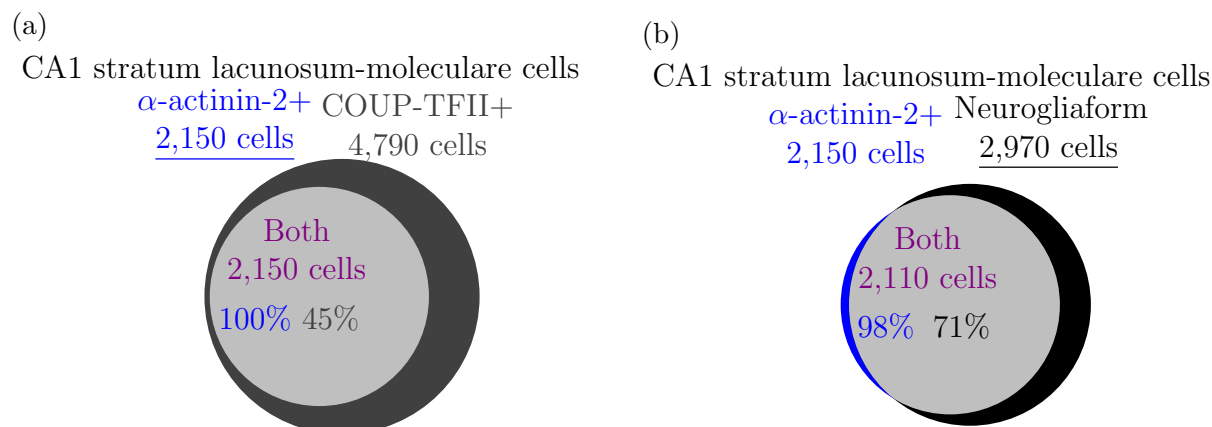 (a)
CA1 stratum lacunosum-moleculare cells
α-actinin-2+ COUP-TFII+
2,150 cells 4,790 cells
Both
2,150 cells
100% 45%
(b)
CA1 stratum lacunosum-moleculare cells
α-actinin-2+ Neurogliaform
2,150 cells 2,970 cells
Both
2,110 cells
98% 71%